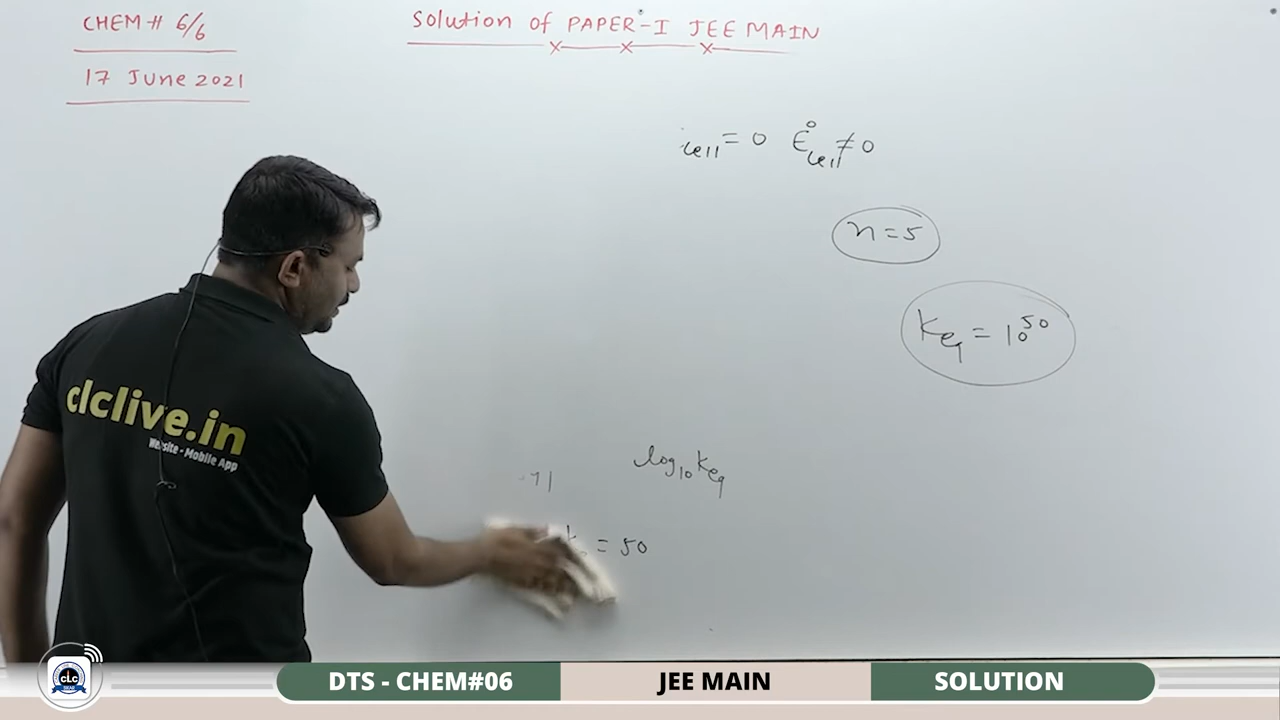 CHEM # 6/6
17 June 2021
Solution of PAPER-I JEE MAIN
cell = 0 E°cell ≠ 0
n = 5
Keq = 10^50
log10 Keq
= 50
clclive.in
Website - Mobile App
CLC
DTS - CHEM#06
JEE MAIN
SOLUTION